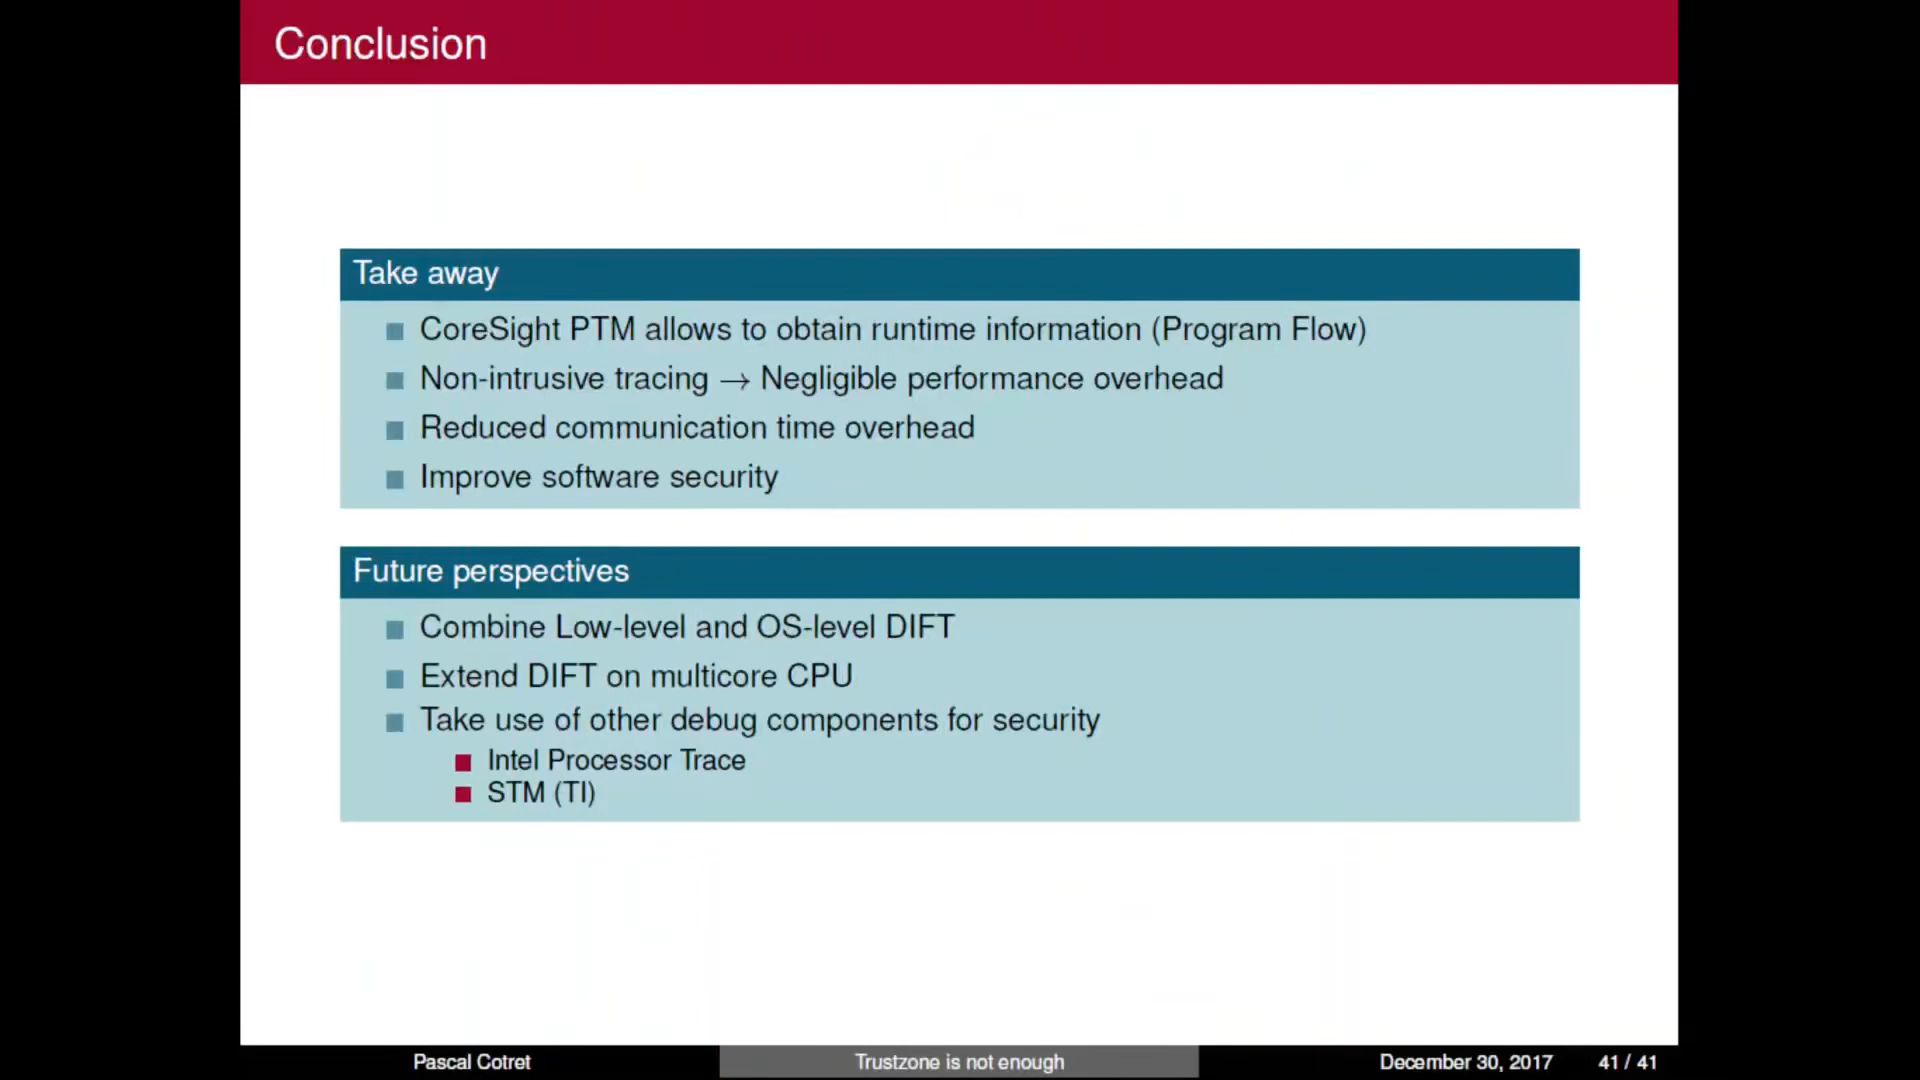 Conclusion
Take away
CoreSight PTM allows to obtain runtime information (Program Flow)
Non-intrusive tracing → Negligible performance overhead
Reduced communication time overhead
Improve software security
Future perspectives
Combine Low-level and OS-level DIFT
Extend DIFT on multicore CPU
Take use of other debug components for security
Intel Processor Trace
STM (TI)
Pascal Cotret Trustzone is not enough December 30, 2017 41 / 41